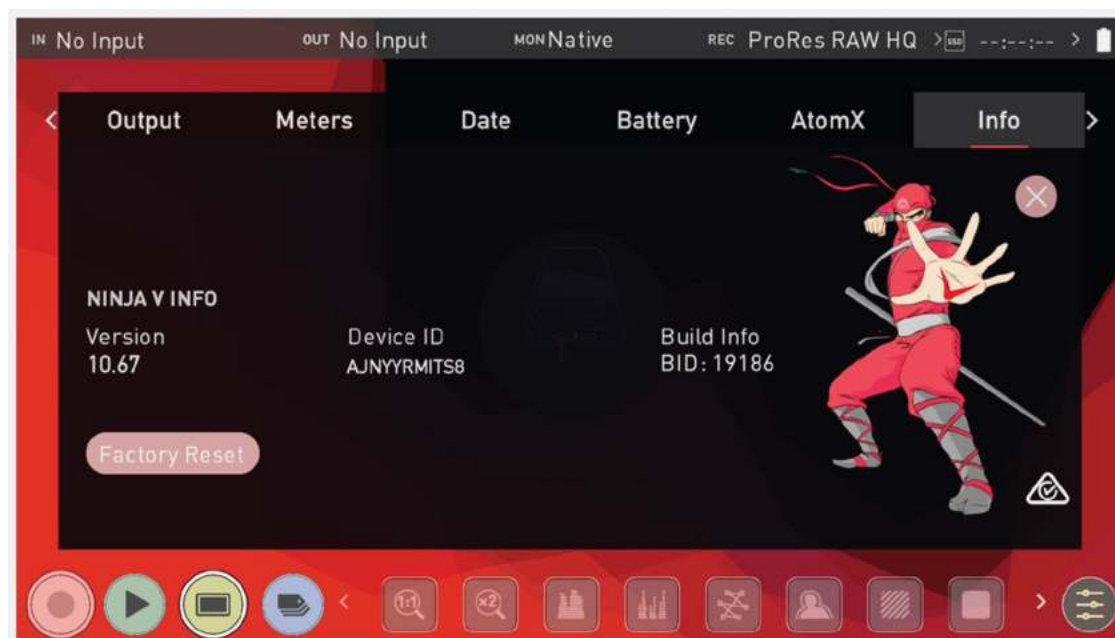 IN No Input OUT No Input MON Native REC ProRes RAW HQ > SSD --:--:-- >
< Output Meters Date Battery AtomX Info >
NINJA V INFO
Version Device ID Build Info
10.67 AJNYYRMITS8 BID: 19186
Factory Reset
< 1:1 x2 >